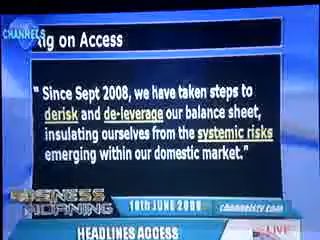 CHANNELS
Rig on Access
" Since Sept 2008, we have taken steps to
derisk and de-leverage our balance sheet,
insulating ourselves from the systemic risks
emerging within our domestic market."
BUSINESS
MORNING
18TH JUNE 2009
channelstv.com
HEADLINES ACCESS
LIVE